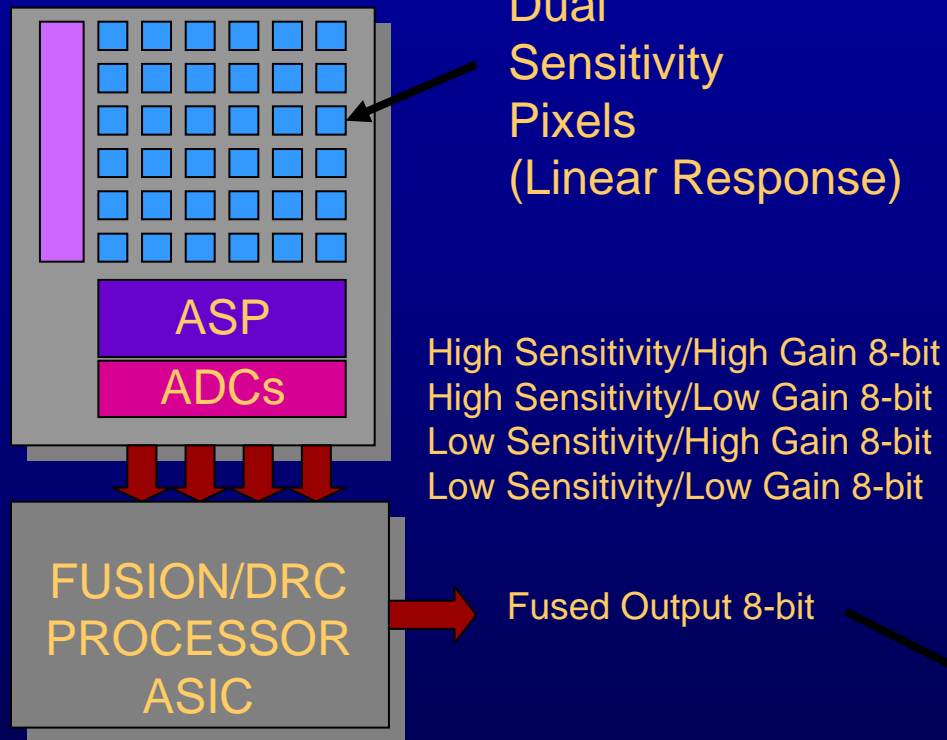 Dual
Sensitivity
Pixels
(Linear Response)
ASP
ADCs
High Sensitivity/High Gain 8-bit
High Sensitivity/Low Gain 8-bit
Low Sensitivity/High Gain 8-bit
Low Sensitivity/Low Gain 8-bit
FUSION/DRC
PROCESSOR
ASIC
Fused Output 8-bit